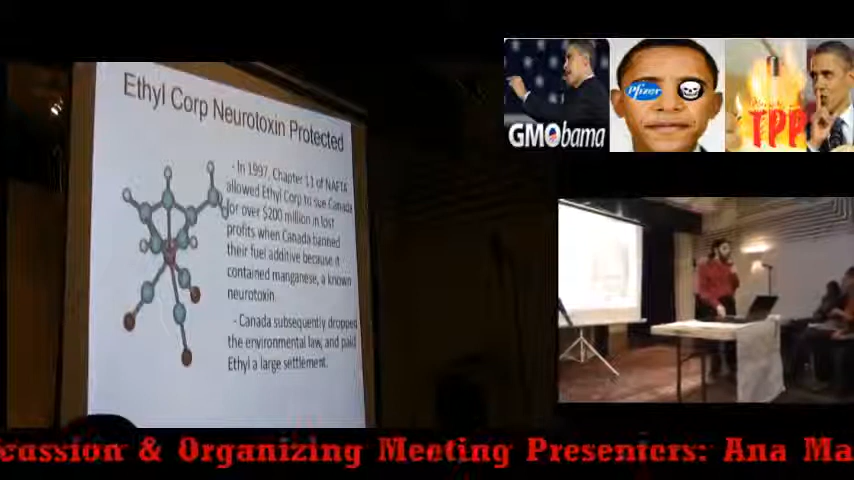 Ethyl Corp Neurotoxin Protected
- In 1997, Chapter 11 of NAFTA
allowed Ethyl Corp to sue Canada
for over $200 million in lost
profits when Canada banned
their fuel additive because it
contained manganese, a known
neurotoxin.
- Canada subsequently dropped
the environmental law, and paid
Ethyl a large settlement.
GMObama
Pfizer
TPP
cussion & Organizing Meeting Presenters: Ana Ma